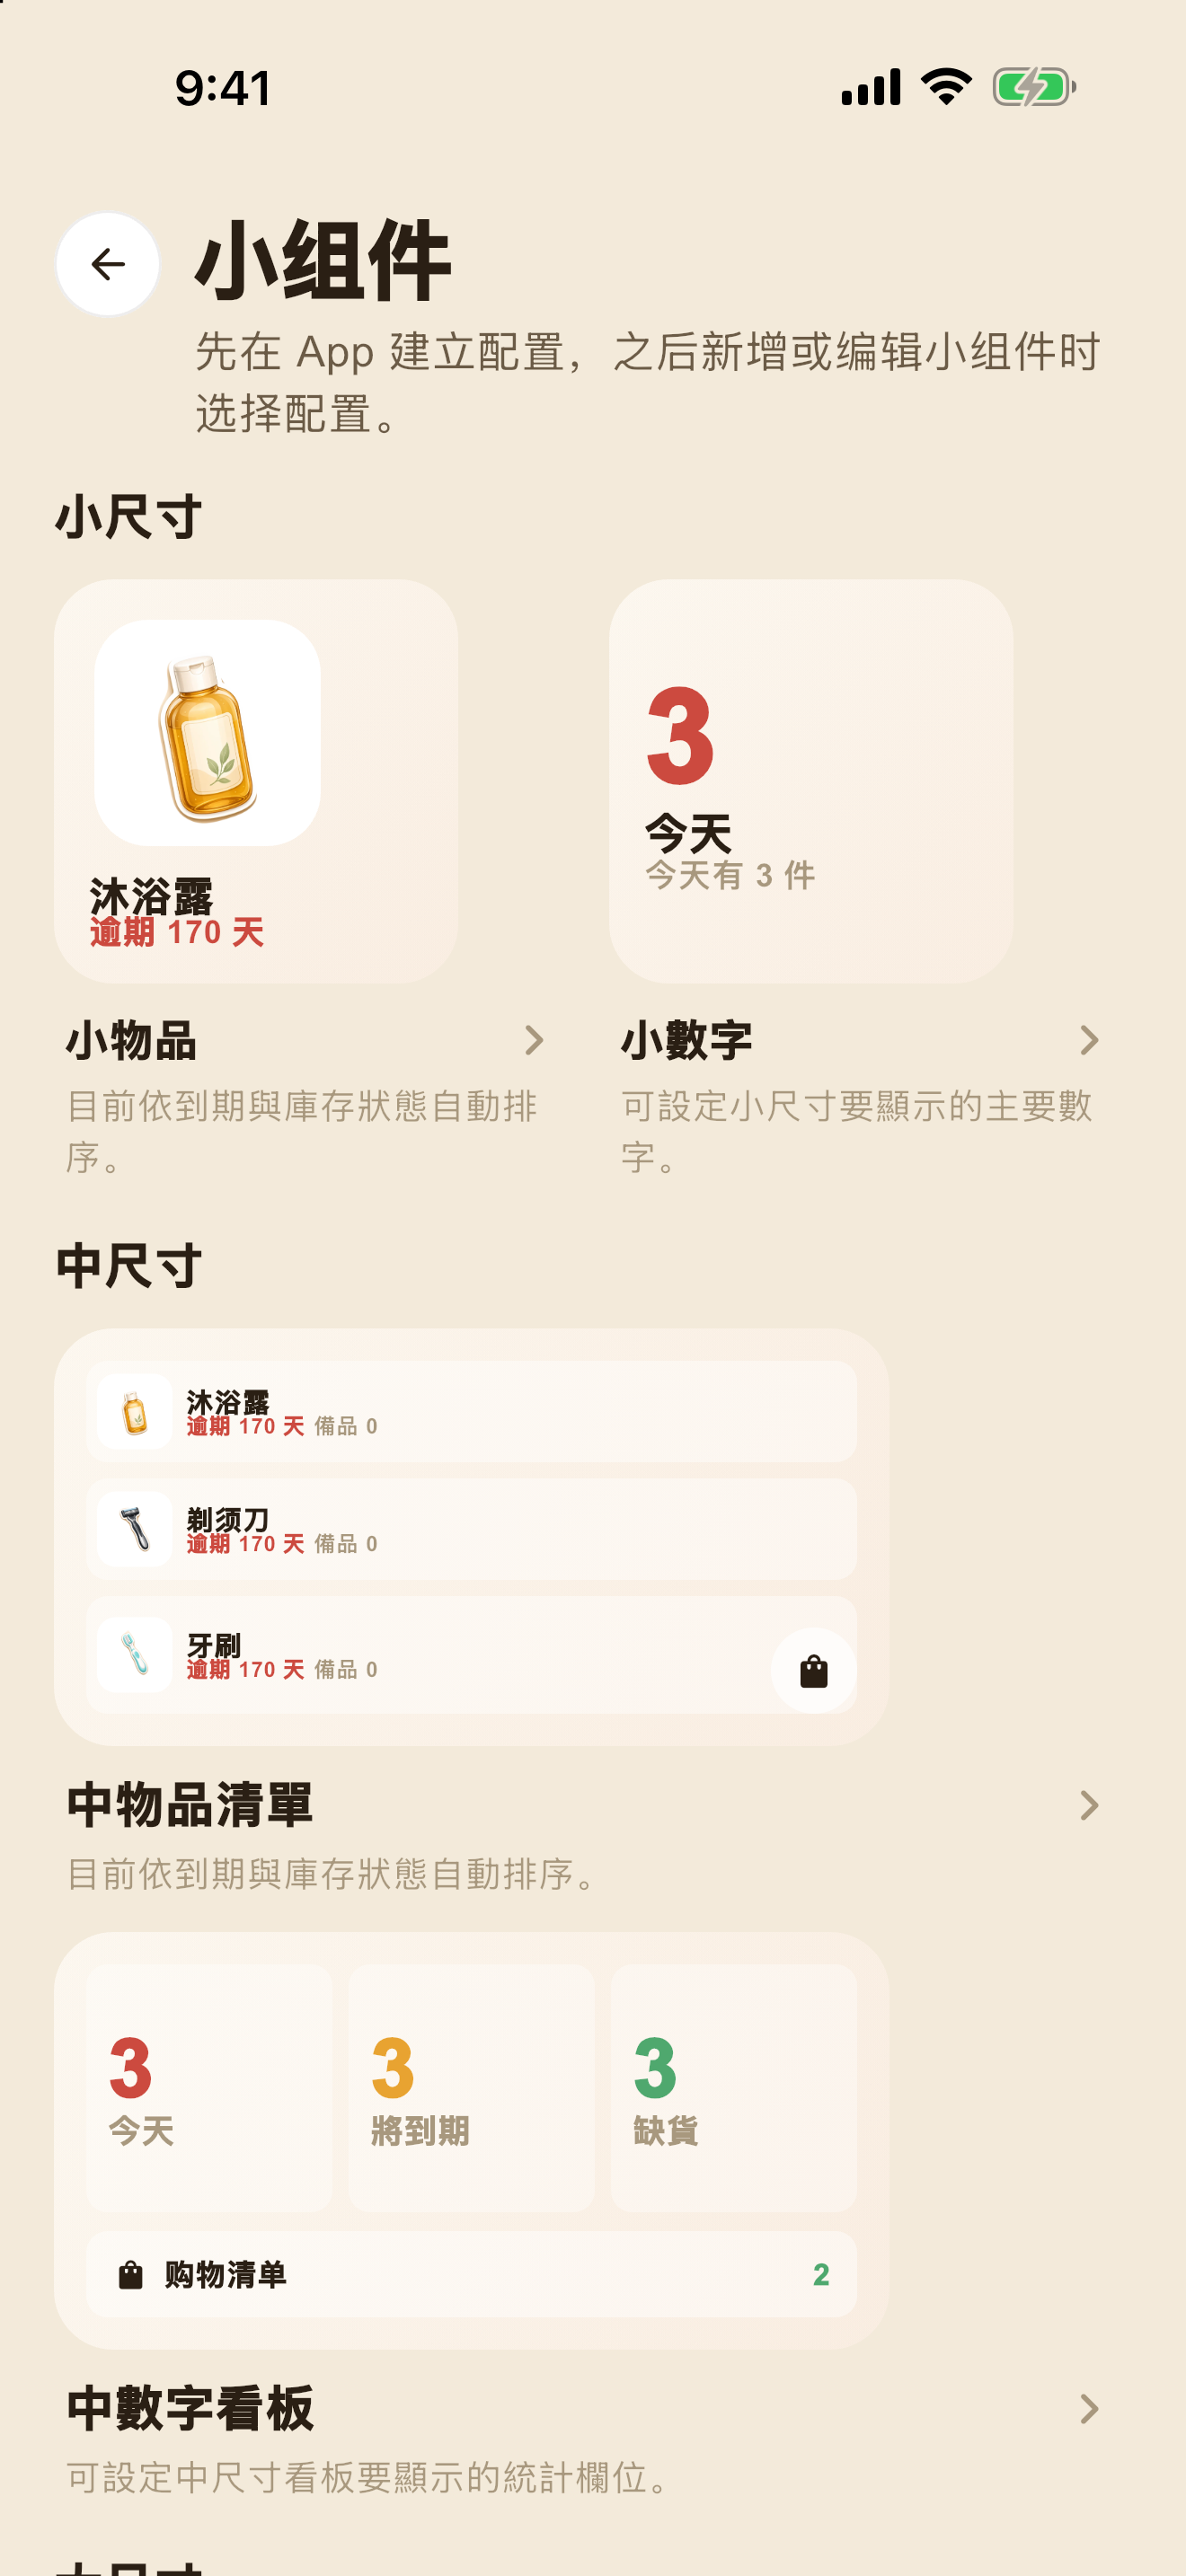 9:41
小组件
先在 App 建立配置，之后新增或编辑小组件时
选择配置。
小尺寸
沐浴露
逾期 170 天
3
今天
今天有 3 件
小物品
目前依到期與庫存狀態自動排
序。
小數字
可設定小尺寸要顯示的主要數
字。
中尺寸
沐浴露
逾期 170 天 備品 0
剃须刀
逾期 170 天 備品 0
牙刷
逾期 170 天 備品 0
中物品清單
目前依到期與庫存狀態自動排序。
3
今天
3
將到期
3
缺貨
购物清单
2
中數字看板
可設定中尺寸看板要顯示的統計欄位。